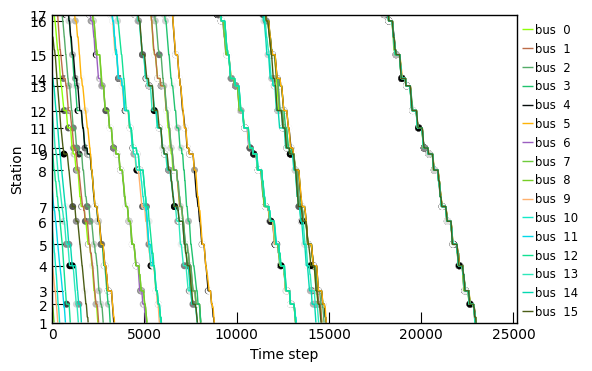 17
16
15
14
13
12
11
10
9
8
7
6
5
4
3
2
1
Station
0
5000
10000
15000
20000
25000
Time step
bus 0
bus 1
bus 2
bus 3
bus 4
bus 5
bus 6
bus 7
bus 8
bus 9
bus 10
bus 11
bus 12
bus 13
bus 14
bus 15